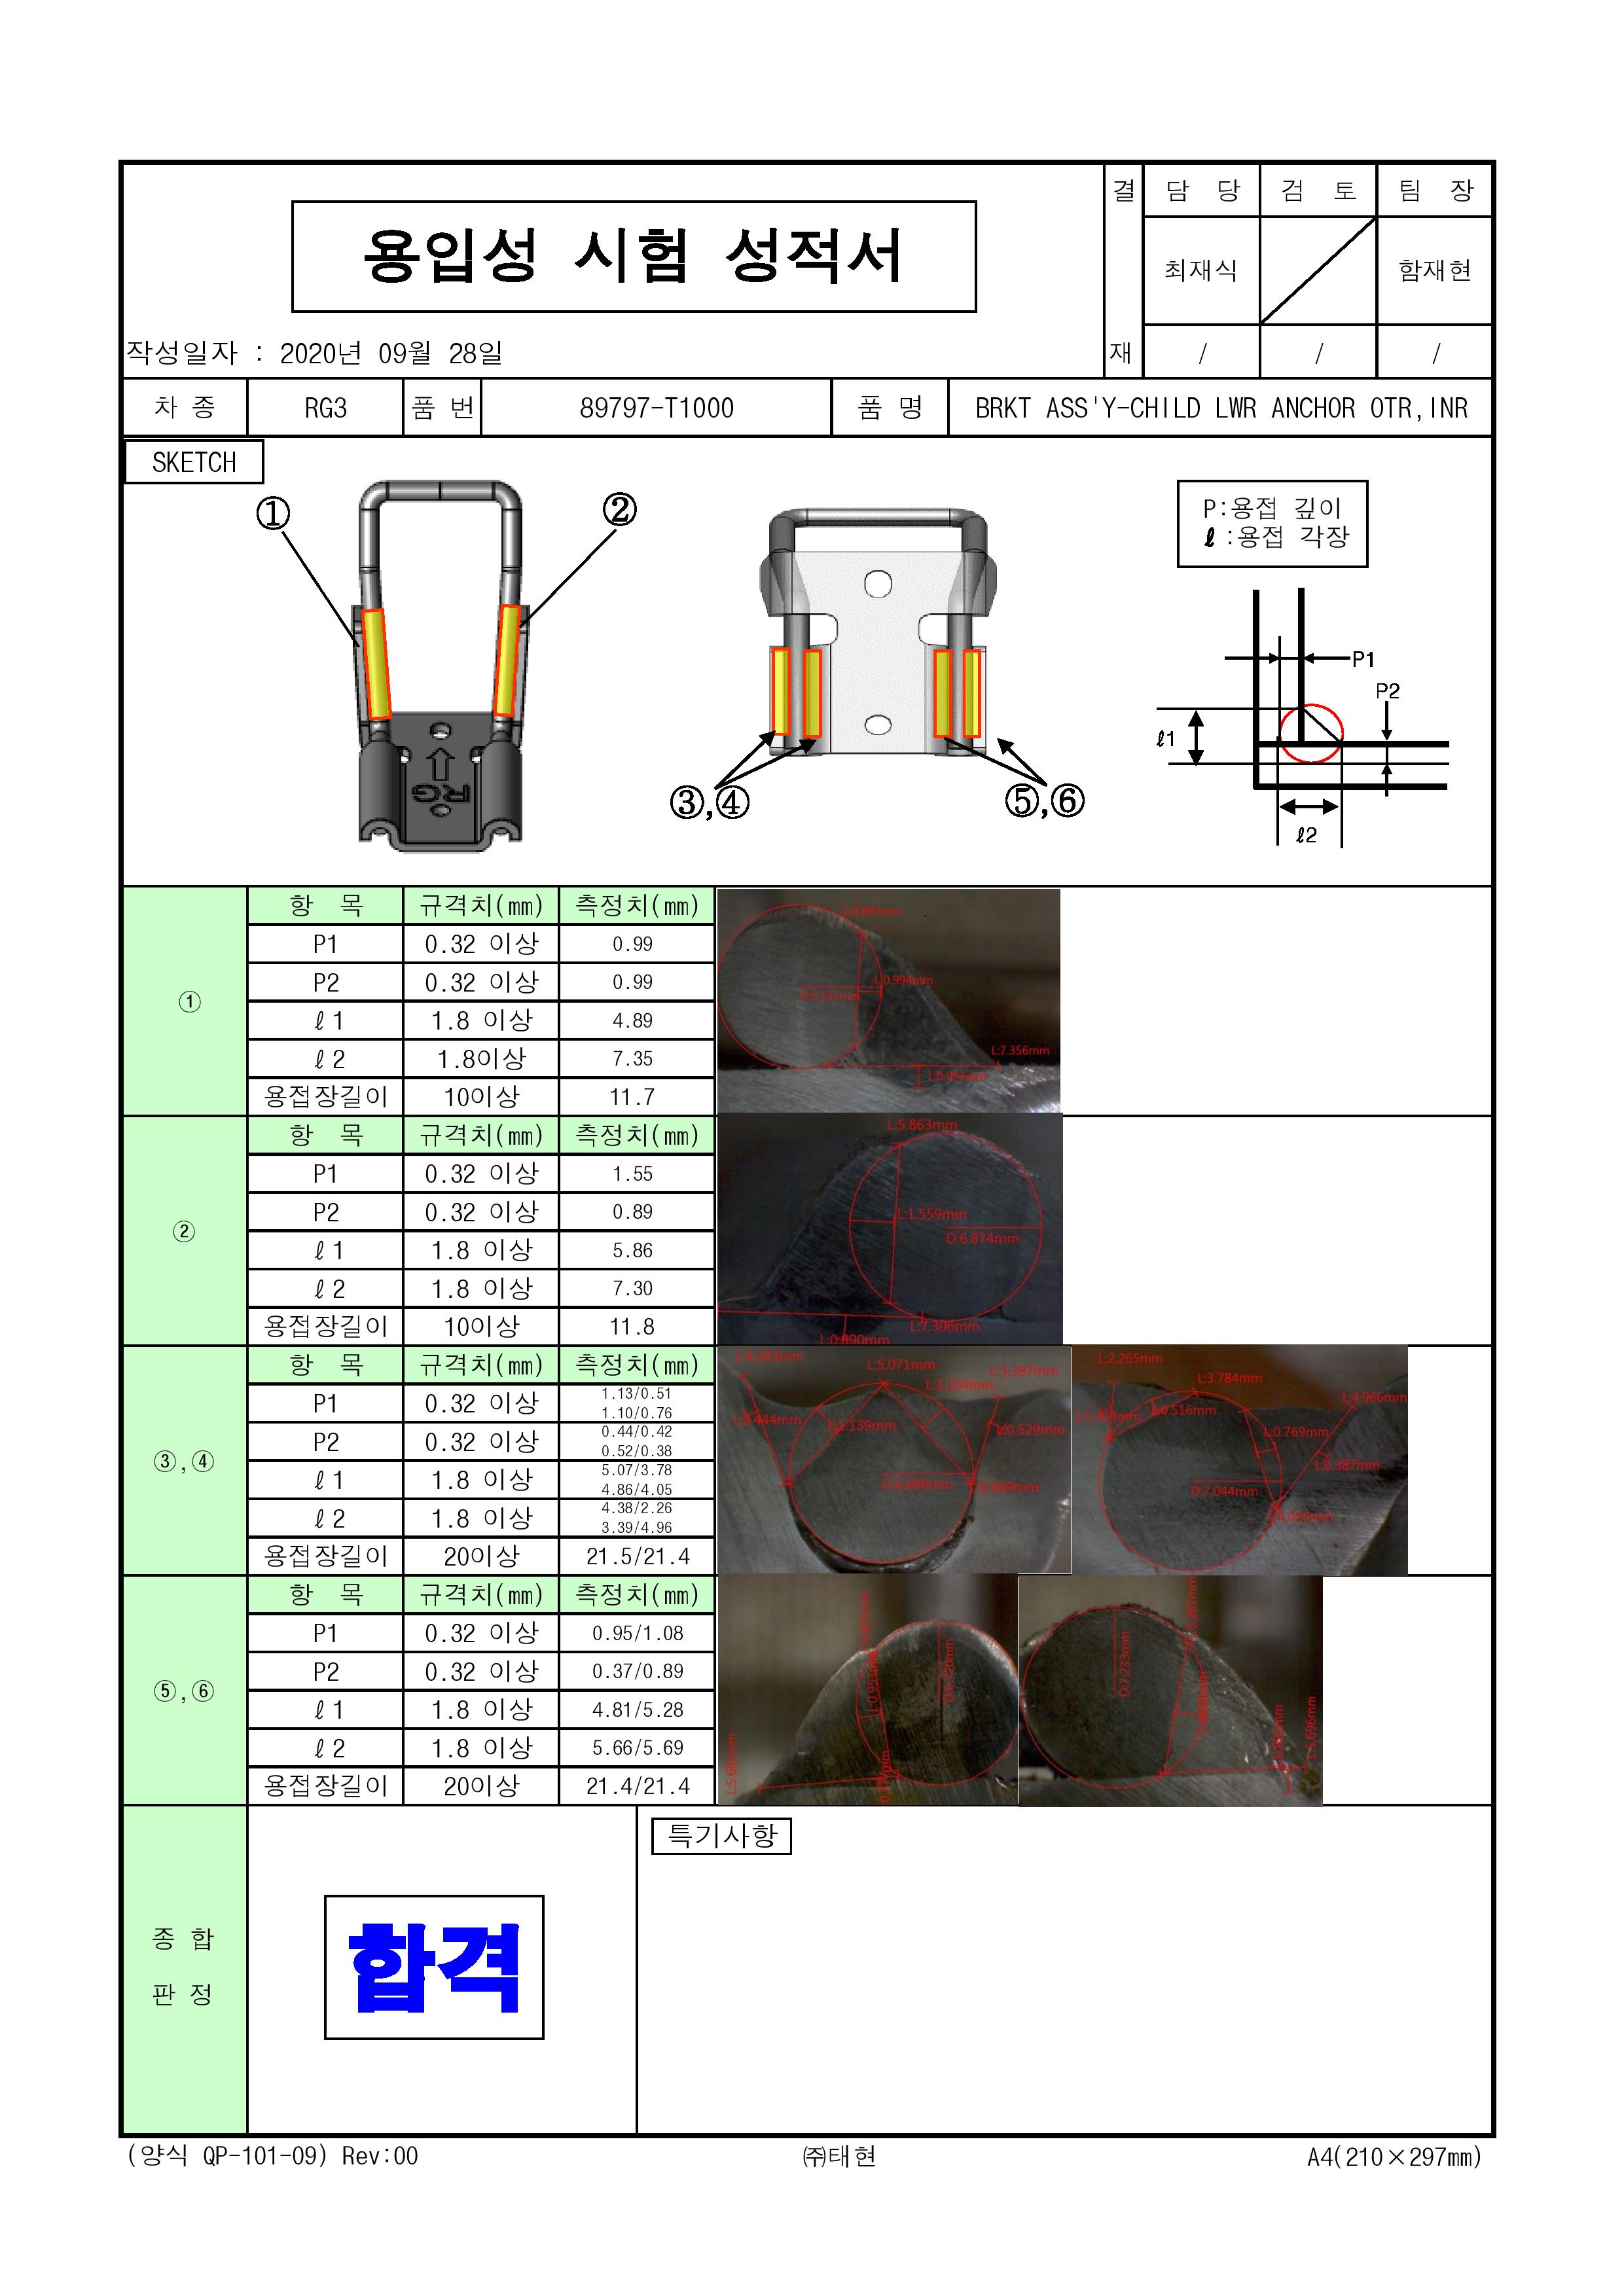 용입성 시험 성적서
결 담 당 검 토 팀 장
최재식 함재현
작성일자 : 2020년 09월 28일
재 / / /
차 종 RG3 품 번 89797-T1000 품 명 BRKT ASS'Y-CHILD LWR ANCHOR OTR,INR
SKETCH
① ②
P:용접 깊이
ℓ :용접 각장
P1
P2
ℓ1
ℓ2
③,④ ⑤,⑥
①
항 목 규격치(㎜) 측정치(㎜)
P1 0.32 이상 0.99
P2 0.32 이상 0.99
ℓ1 1.8 이상 4.89
ℓ2 1.8이상 7.35
용접장길이 10이상 11.7
L:0.994mm
L:7.356mm
②
항 목 규격치(㎜) 측정치(㎜)
P1 0.32 이상 1.55
P2 0.32 이상 0.89
ℓ1 1.8 이상 5.86
ℓ2 1.8 이상 7.30
용접장길이 10이상 11.8
L:5.863mm
L:1.559mm
D:6.874mm
L:7.306mm
L:0.890mm
③,④
항 목 규격치(㎜) 측정치(㎜)
P1 0.32 이상 1.13/0.51
1.10/0.76
P2 0.32 이상 0.44/0.42
0.52/0.38
ℓ1 1.8 이상 5.07/3.78
4.86/4.05
ℓ2 1.8 이상 4.38/2.26
3.39/4.96
용접장길이 20이상 21.5/21.4
L:4.383mm L:5.071mm L:3.397mm
L:0.444mm L:1.139mm L:0.529mm
L:4.869mm
L:2.265mm L:3.784mm L:4.966mm
L:0.516mm L:0.769mm
L:0.387mm
D:7.044mm
⑤,⑥
항 목 규격치(㎜) 측정치(㎜)
P1 0.32 이상 0.95/1.08
P2 0.32 이상 0.37/0.89
ℓ1 1.8 이상 4.81/5.28
ℓ2 1.8 이상 5.66/5.69
용접장길이 20이상 21.4/21.4
D:7.233mm
L:5.696mm
종 합
판 정
합격
특기사항
(양식 QP-101-09) Rev:00 ㈜태현 A4(210×297㎜)